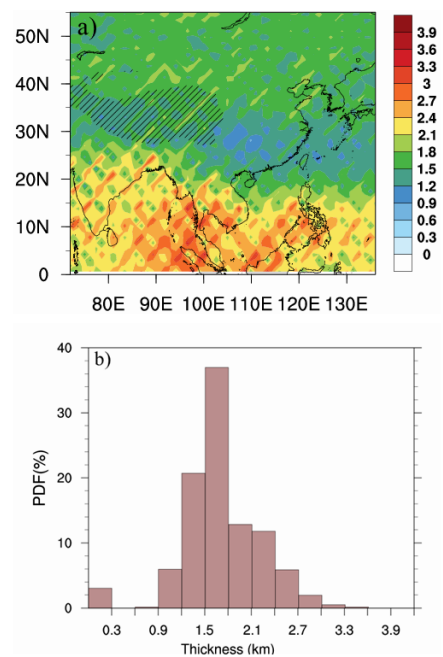 a)
50N
40N
30N
20N
10N
0
80E 90E 100E 110E 120E 130E
3.9
3.6
3.3
3
2.7
2.4
2.1
1.8
1.5
1.2
0.9
0.6
0.3
0
b)
40
30
20
10
0
PDF(%)
0.3 0.9 1.5 2.1 2.7 3.3 3.9
Thickness (km)